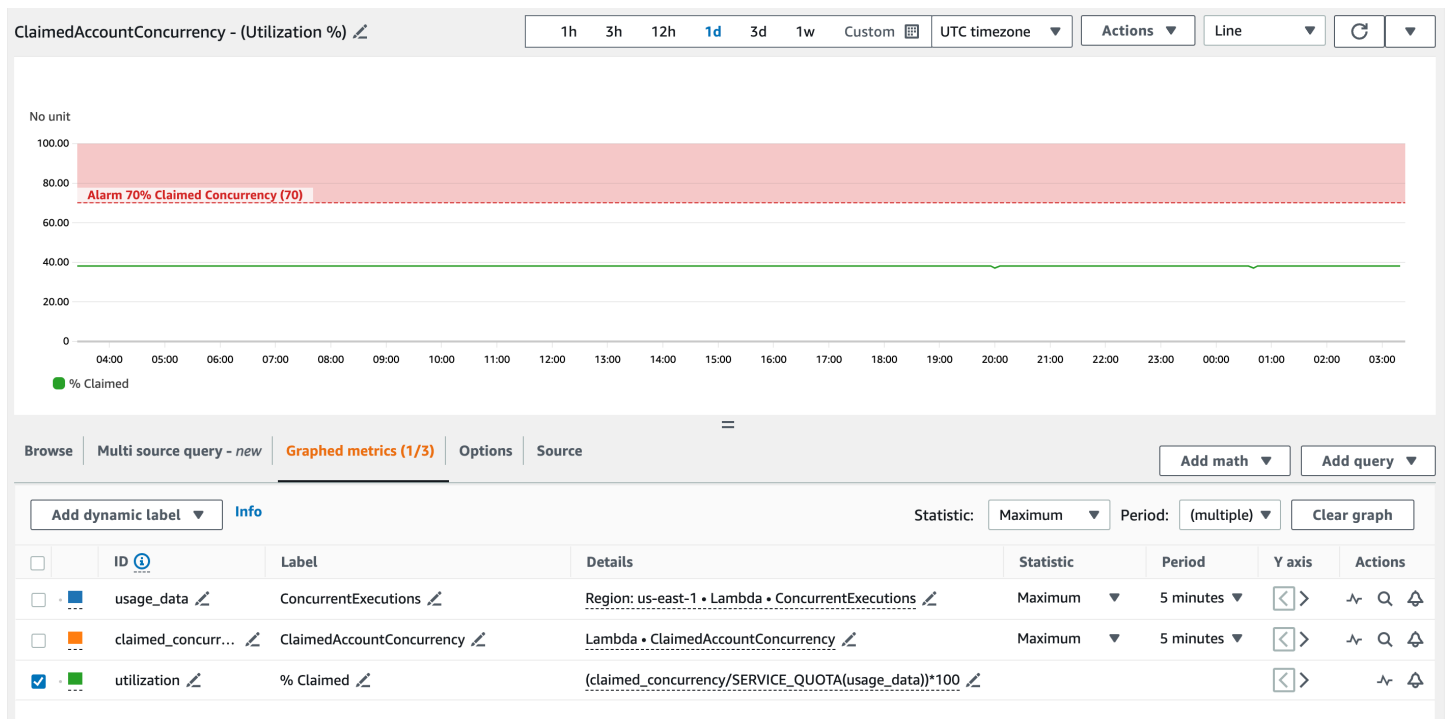 ClaimedAccountConcurrency - (Utilization %) 1h 3h 12h 1d 3d 1w Custom UTC timezone Actions Line
No unit
100.00
80.00
Alarm 70% Claimed Concurrency (70)
60.00
40.00
20.00
0
04:00 05:00 06:00 07:00 08:00 09:00 10:00 11:00 12:00 13:00 14:00 15:00 16:00 17:00 18:00 19:00 20:00 21:00 22:00 23:00 00:00 01:00 02:00 03:00
% Claimed
Browse Multi source query - new Graphed metrics (1/3) Options Source Add math Add query
Add dynamic label Info Statistic: Maximum Period: (multiple) Clear graph
ID Label Details Statistic Period Y axis Actions
usage_data ConcurrentExecutions Region: us-east-1 • Lambda • ConcurrentExecutions Maximum 5 minutes
claimed_concurr... ClaimedAccountConcurrency Lambda • ClaimedAccountConcurrency Maximum 5 minutes
utilization % Claimed (claimed_concurrency/SERVICE_QUOTA(usage_data))*100